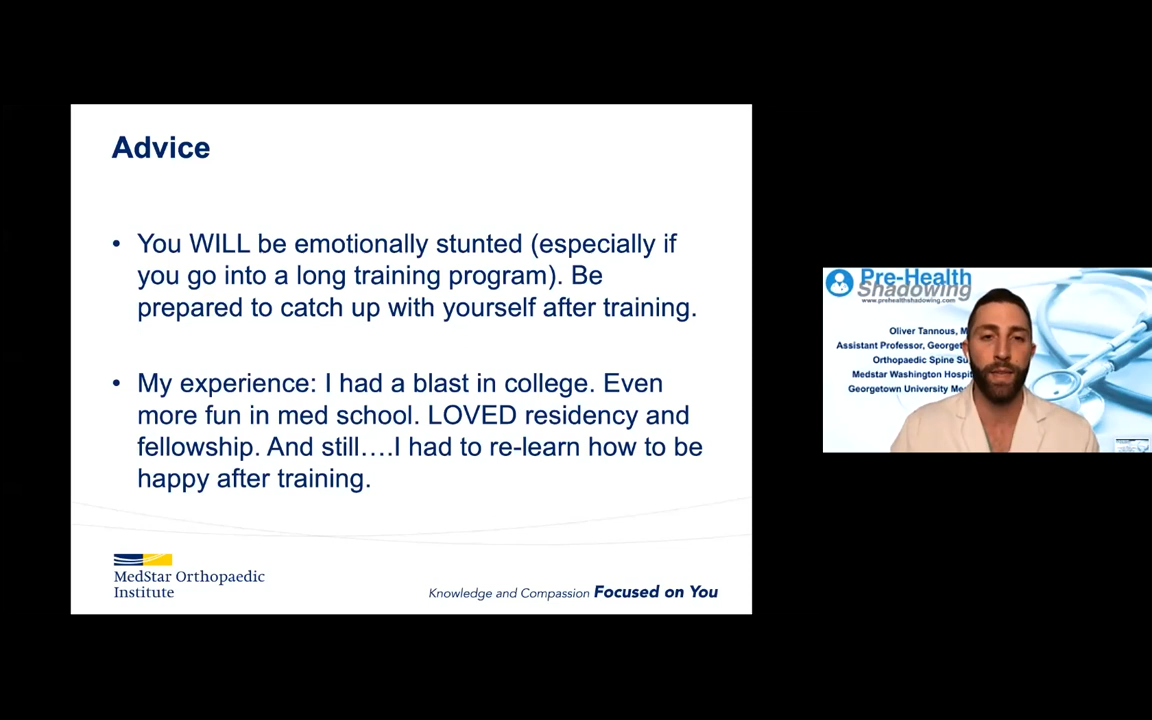 Advice
• You WILL be emotionally stunted (especially if
you go into a long training program). Be
prepared to catch up with yourself after training.
• My experience: I had a blast in college. Even
more fun in med school. LOVED residency and
fellowship. And still….I had to re-learn how to be
happy after training.
MedStar Orthopaedic
Institute
Knowledge and Compassion Focused on You
Pre-Health
Shadowing
www.prehealthshadowing.com
Oliver Tannous, M
Assistant Professor, Georget
Orthopaedic Spine Su
Medstar Washington Hospit
Georgetown University Me